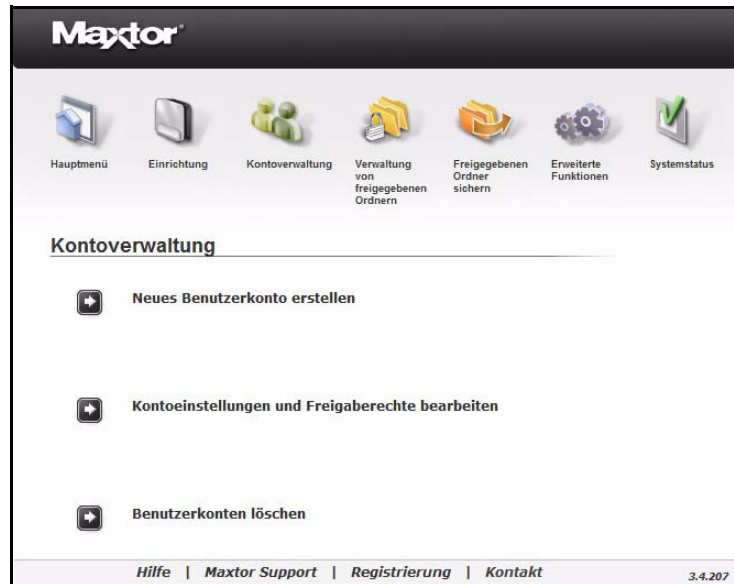 Maxtor
Hauptmenü
Einrichtung
Kontoverwaltung
Verwaltung
von
freigegebenen
Ordnern
Freigegebenen
Ordner
sichern
Erweiterte
Funktionen
Systemstatus
Kontoverwaltung
Neues Benutzerkonto erstellen
Kontoeinstellungen und Freigaberechte bearbeiten
Benutzerkonten löschen
Hilfe | Maxtor Support | Registrierung | Kontakt
3.4.207